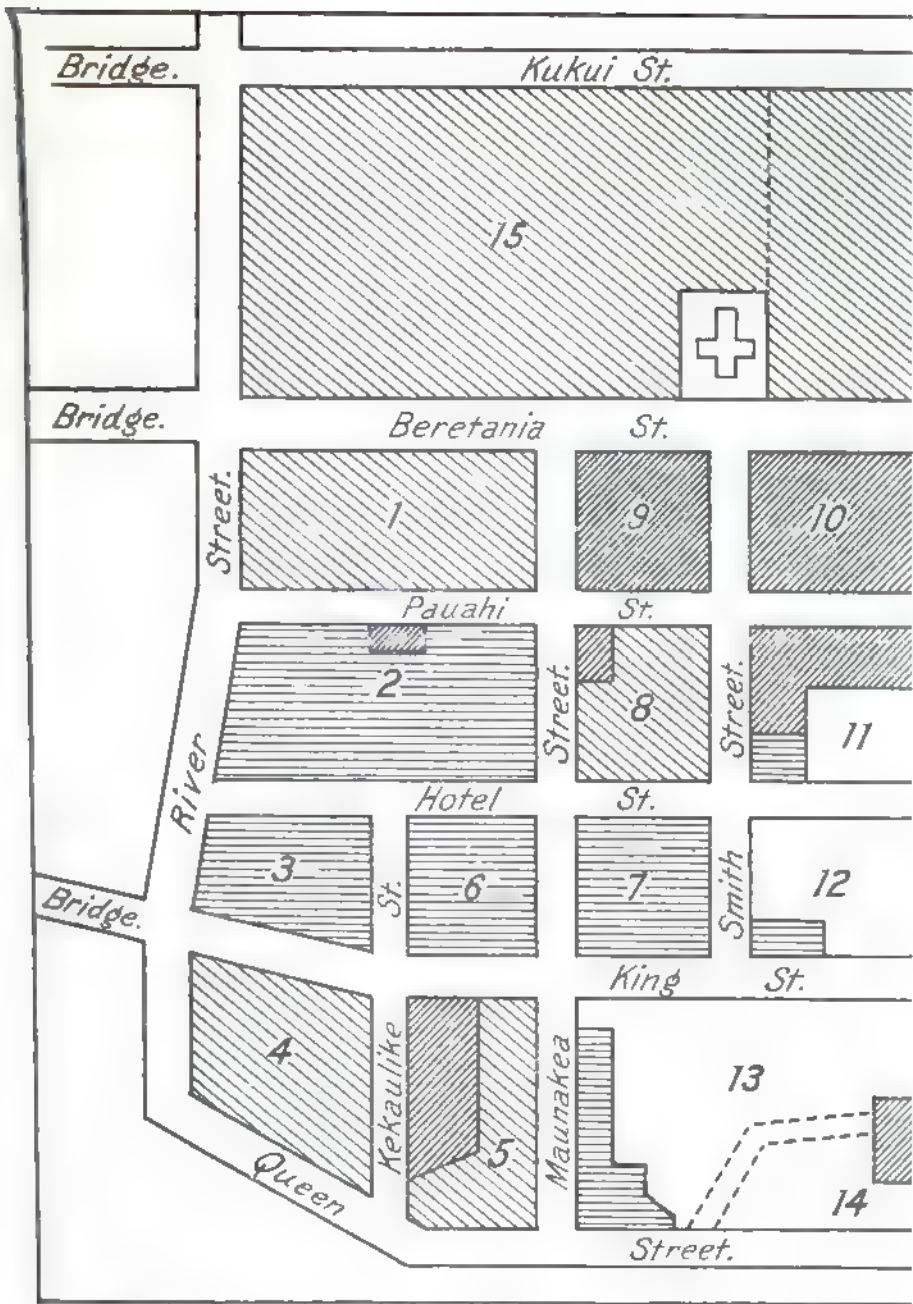 Bridge. Kukui St.
15
Bridge. Beretania St.
Street. 1 9 10
Pauahi St.
2 Street. 8 Street. 11
River Hotel St.
3 St. 6 7 Smith 12
Bridge.
King St.
4 Kekaulike 5 Maunakea 13
Queen 14
Street.